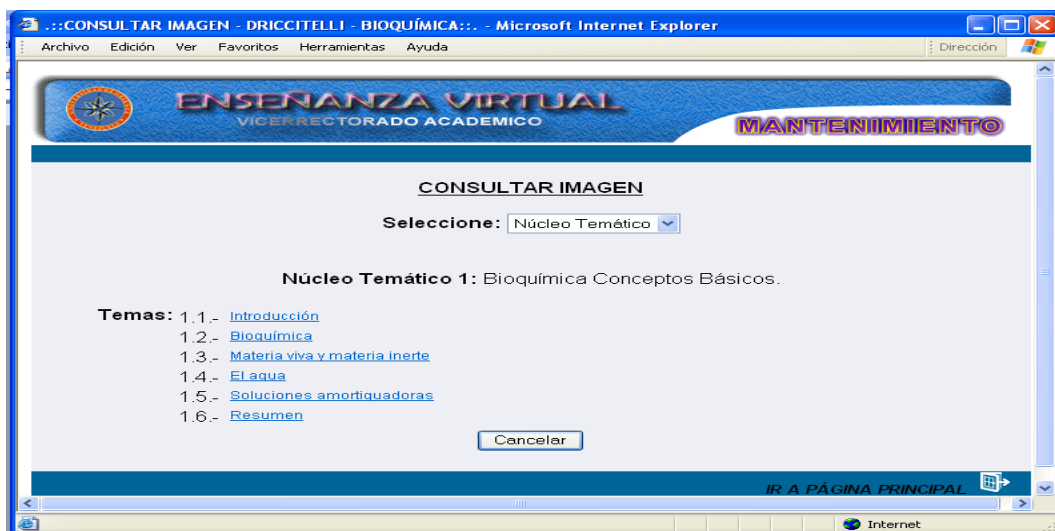 .::CONSULTAR IMAGEN - DRICCITELLI - BIOQUÍMICA::. - Microsoft Internet Explorer
Archivo Edición Ver Favoritos Herramientas Ayuda Dirección
ENSEÑANZA VIRTUAL
VICERRECTORADO ACADEMICO
MANTENIMIENTO
CONSULTAR IMAGEN
Seleccione: Núcleo Temático
Núcleo Temático 1: Bioquímica Conceptos Básicos.
Temas: 1.1.- Introducción
1.2.- Bioquímica
1.3.- Materia viva y materia inerte
1.4.- El agua
1.5.- Soluciones amortiguadoras
1.6.- Resumen
Cancelar
IR A PÁGINA PRINCIPAL
Internet